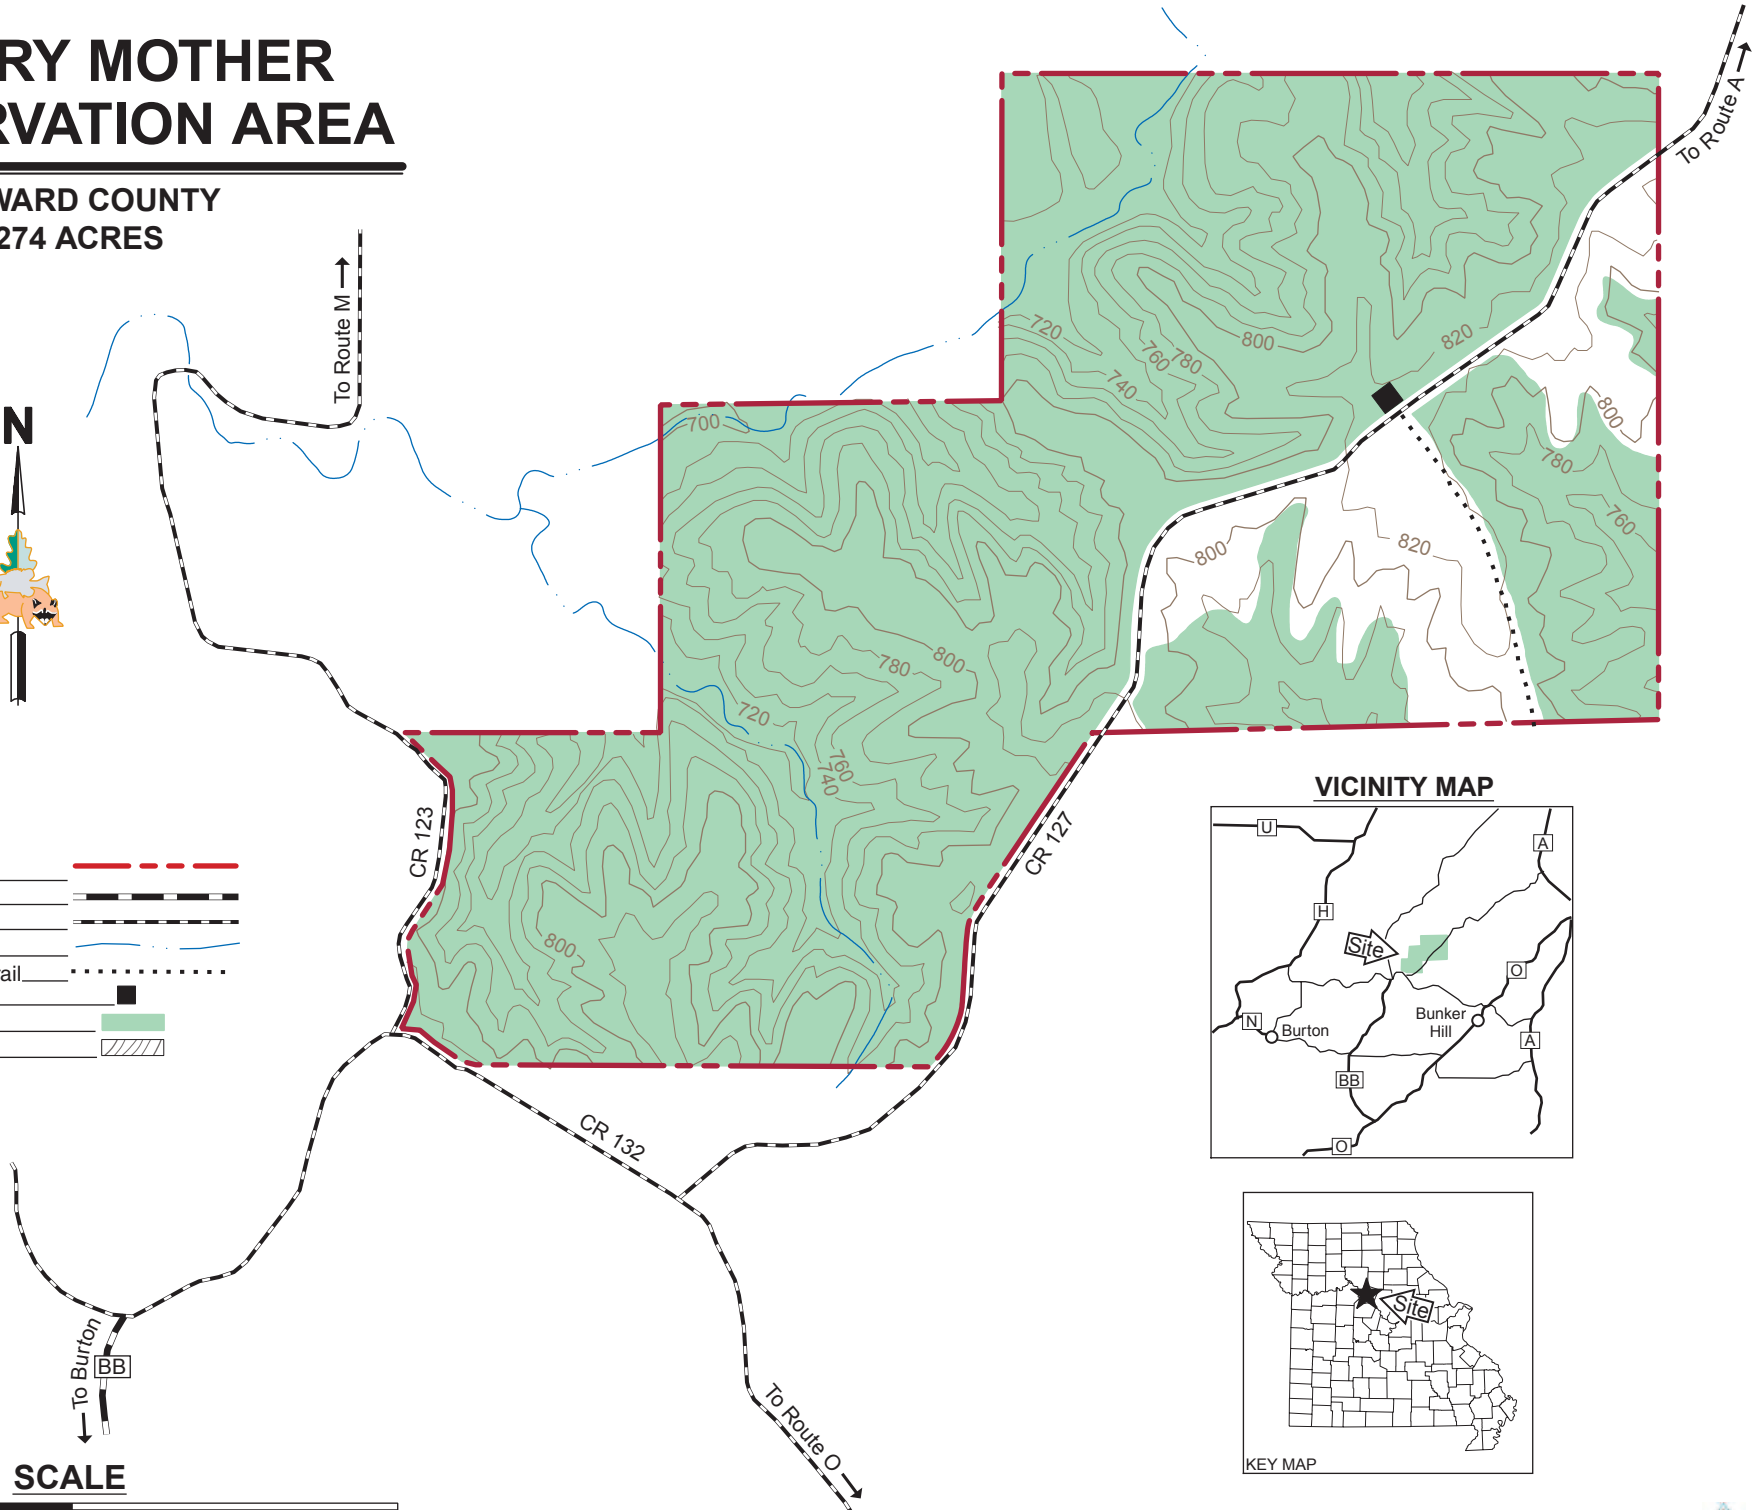 RY MOTHER
RVATION AREA
WARD COUNTY
274 ACRES
To Route M
To Route A
N
720
760
780
740
800
820
700
800
780
760
800
820
780
800
720
760
740
800
CR 123
CR 127
CR 132
ail
To Burton
BB
To Route O
SCALE
VICINITY MAP
U
A
H
Site
O
N
Burton
Bunker
Hill
A
BB
O
Site
KEY MAP